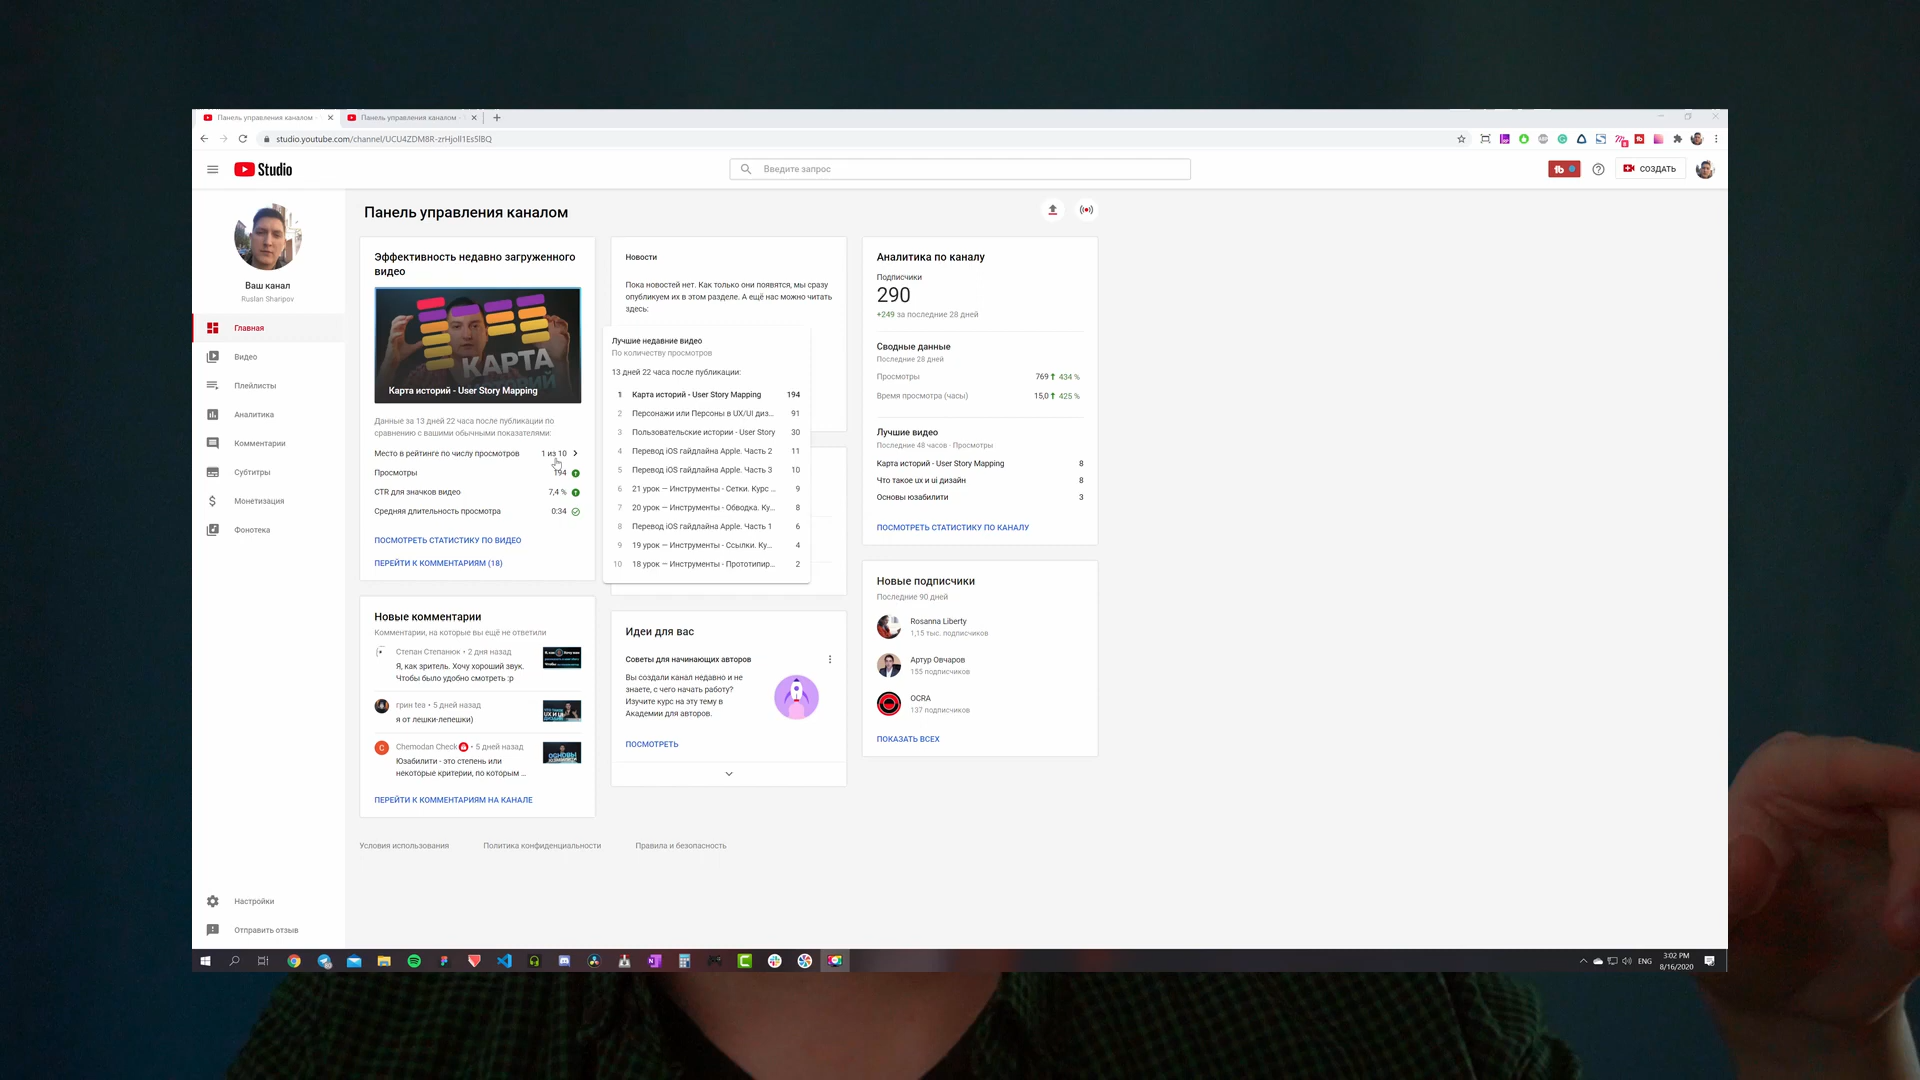 Панель управления каналом -
Панель управления каналом -
studio.youtube.com/channel/UCU4ZDM8R-zrHjoIl1EsSlBQ
Studio
Введите запрос
СОЗДАТЬ
Панель управления каналом
Ваш канал
Ruslan Sharipov
Главная
Видео
Плейлисты
Аналитика
Комментарии
Субтитры
Монетизация
Фонотека
Настройки
Отправить отзыв
Эффективность недавно загруженного
видео
КАРТА
Карта историй - User Story Mapping
Данные за 13 дней 22 часа после публикации по
сравнению с вашими обычными показателями:
Место в рейтинге по числу просмотров 1 из 10
Просмотры 194
CTR для значков видео 7,4 %
Средняя длительность просмотра 0:34
ПОСМОТРЕТЬ СТАТИСТИКУ ПО ВИДЕО
ПЕРЕЙТИ К КОММЕНТАРИЯМ (18)
Новые комментарии
Комментарии, на которые вы ещё не ответили
Степан Степанюк • 2 дня назад
Я, как зритель. Хочу хороший звук.
Чтобы было удобно смотреть :p
грин tea • 5 дней назад
я от лешки-лепешки)
Chemodan Check • 5 дней назад
Юзабилити - это степень или
некоторые критерии, по которым ...
ПЕРЕЙТИ К КОММЕНТАРИЯМ НА КАНАЛЕ
Новости
Пока новостей нет. Как только они появятся, мы сразу
опубликуем их в этом разделе. А ещё нас можно читать
здесь:
Лучшие недавние видео
По количеству просмотров
13 дней 22 часа после публикации:
1 Карта историй - User Story Mapping 194
2 Персонажи или Персоны в UX/UI диз... 91
3 Пользовательские истории - User Story 30
4 Перевод iOS гайдлайна Apple. Часть 2 11
5 Перевод iOS гайдлайна Apple. Часть 3 10
6 21 урок — Инструменты - Сетки. Курс ... 9
7 20 урок — Инструменты - Обводка. Ку... 8
8 Перевод iOS гайдлайна Apple. Часть 1 6
9 19 урок — Инструменты - Ссылки. Ку... 4
10 18 урок — Инструменты - Прототипир... 2
Идеи для вас
Советы для начинающих авторов
Вы создали канал недавно и не
знаете, с чего начать работу?
Изучите курс на эту тему в
Академии для авторов.
ПОСМОТРЕТЬ
Аналитика по каналу
Подписчики
290
+249 за последние 28 дней
Сводные данные
Последние 28 дней
Просмотры 769 434 %
Время просмотра (часы) 15,0 425 %
Лучшие видео
Последние 48 часов · Просмотры
Карта историй - User Story Mapping 8
Что такое ux и ui дизайн 8
Основы юзабилити 3
ПОСМОТРЕТЬ СТАТИСТИКУ ПО КАНАЛУ
Новые подписчики
Последние 90 дней
Rosanna Liberty
1,15 тыс. подписчиков
Артур Овчаров
155 подписчиков
OCRA
137 подписчиков
ПОКАЗАТЬ ВСЕХ
Условия использования Политика конфиденциальности Правила и безопасность
ENG
3:02 PM
8/16/2020